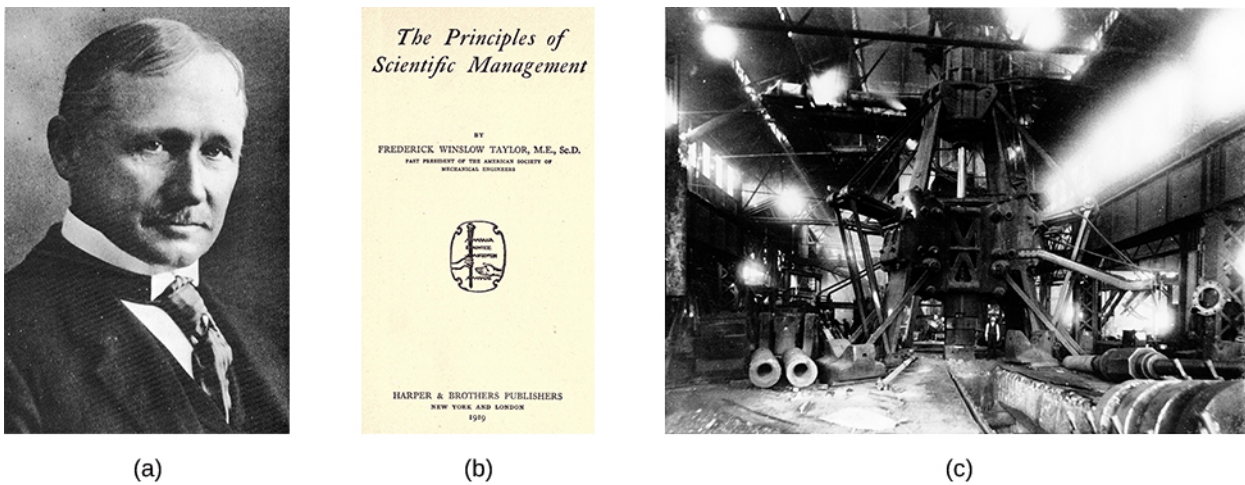 The Principles of
Scientific Management
BY
FREDERICK WINSLOW TAYLOR, M.E., Sc.D.
PAST PRESIDENT OF THE AMERICAN SOCIETY OF
MECHANICAL ENGINEERS
HARPER & BROTHERS PUBLISHERS
NEW YORK AND LONDON
1919
(a)
(b)
(c)